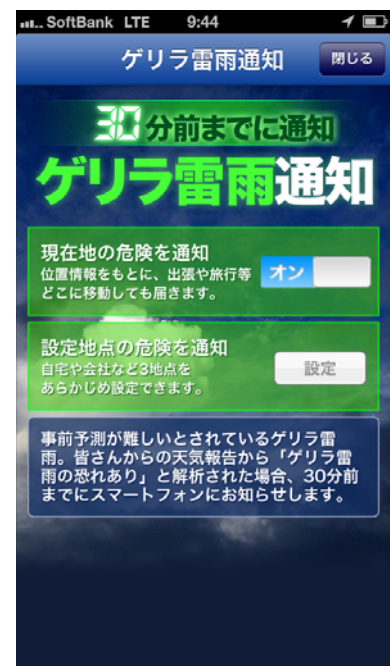 SoftBank LTE 9:44
ゲリラ雷雨通知 閉じる
30分前までに通知
ゲリラ雷雨通知
現在地の危険を通知
位置情報をもとに、出張や旅行等
どこに移動しても届きます。
オン
設定地点の危険を通知
自宅や会社など3地点を
あらかじめ設定できます。
設定
事前予測が難しいとされているゲリラ雷
雨。皆さんからの天気報告から「ゲリラ雷
雨の恐れあり」と解析された場合、30分前
までにスマートフォンにお知らせします。